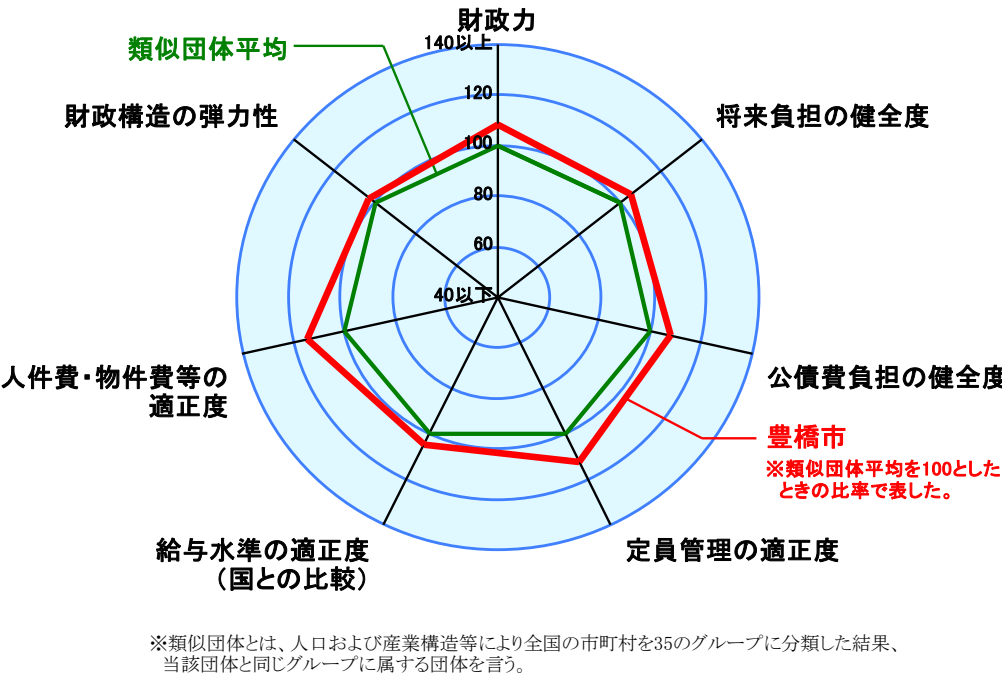 財政力
類似団体平均
140以上
120
100
80
60
40以下
財政構造の弾力性
将来負担の健全度
人件費・物件費等の
適正度
公債費負担の健全度
豊橋市
※類似団体平均を100とした
ときの比率で表した。
給与水準の適正度
（国との比較）
定員管理の適正度
※類似団体とは、人口および産業構造等により全国の市町村を35のグループに分類した結果、
当該団体と同じグループに属する団体を言う。